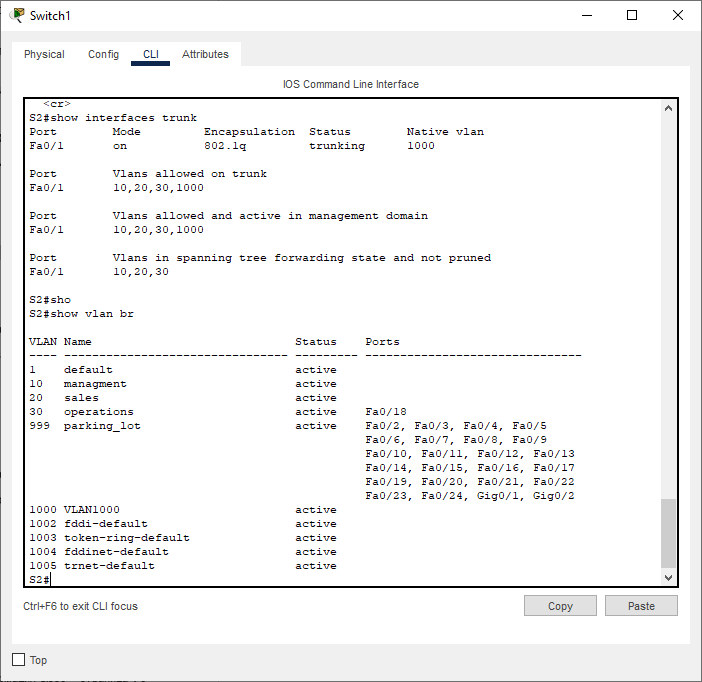 Switch1
Physical Config CLI Attributes
IOS Command Line Interface
<cr>
S2#show interfaces trunk
Port Mode Encapsulation Status Native vlan
Fa0/1 on 802.1q trunking 1000
Port Vlans allowed on trunk
Fa0/1 10,20,30,1000
Port Vlans allowed and active in management domain
Fa0/1 10,20,30,1000
Port Vlans in spanning tree forwarding state and not pruned
Fa0/1 10,20,30
S2#sho
S2#show vlan br
VLAN Name Status Ports
---- -------------------------------- --------- -------------------------------
1 default active
10 managment active
20 sales active
30 operations active Fa0/18
999 parking_lot active Fa0/2, Fa0/3, Fa0/4, Fa0/5
Fa0/6, Fa0/7, Fa0/8, Fa0/9
Fa0/10, Fa0/11, Fa0/12, Fa0/13
Fa0/14, Fa0/15, Fa0/16, Fa0/17
Fa0/19, Fa0/20, Fa0/21, Fa0/22
Fa0/23, Fa0/24, Gig0/1, Gig0/2
1000 VLAN1000 active
1002 fddi-default active
1003 token-ring-default active
1004 fddinet-default active
1005 trnet-default active
S2#
Ctrl+F6 to exit CLI focus Copy Paste
Top